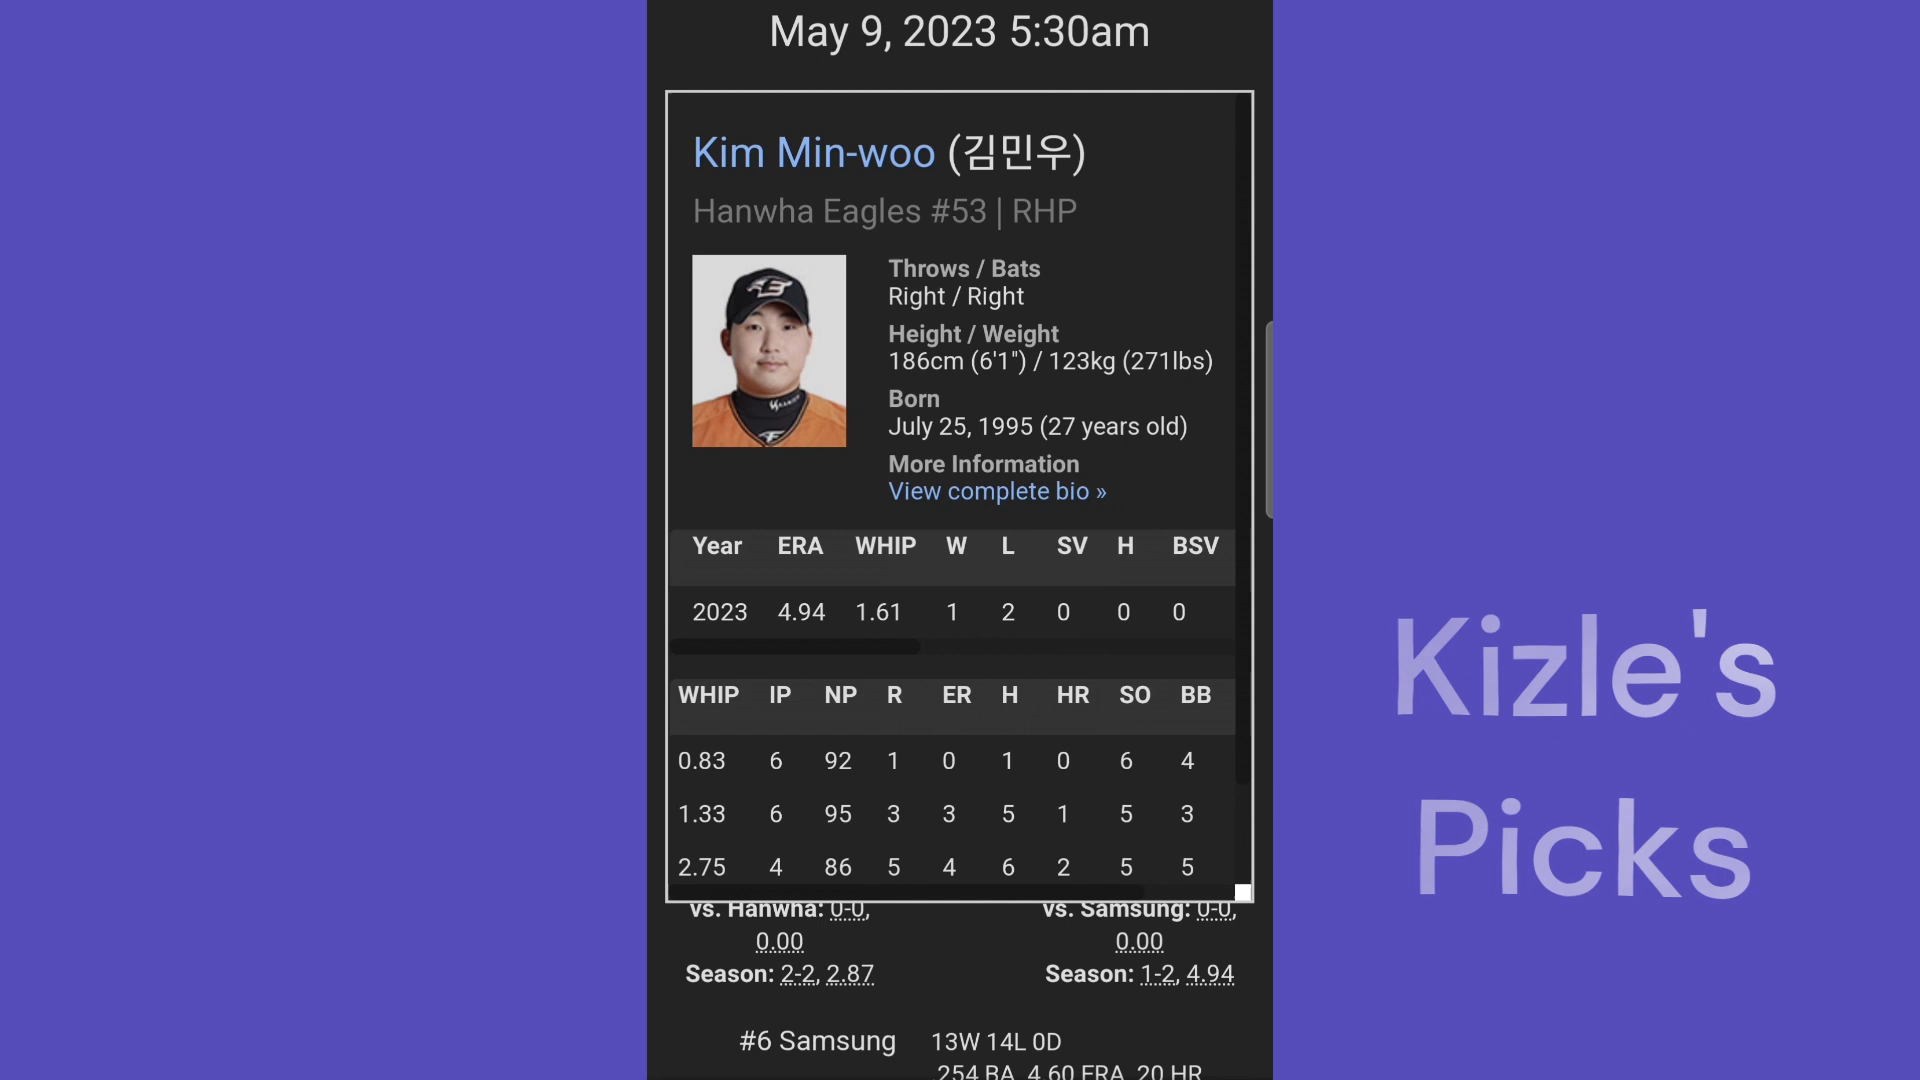 May 9, 2023 5:30am
Kim Min-woo (김민우)
Hanwha Eagles #53 | RHP
Throws / Bats
Right / Right
Height / Weight
186cm (6'1") / 123kg (271lbs)
Born
July 25, 1995 (27 years old)
More Information
View complete bio »
Year ERA WHIP W L SV H BSV
2023 4.94 1.61 1 2 0 0 0
WHIP IP NP R ER H HR SO BB
0.83 6 92 1 0 1 0 6 4
1.33 6 95 3 3 5 1 5 3
2.75 4 86 5 4 6 2 5 5
vs. Hanwha: 0-0,
0.00
Season: 2-2, 2.87
vs. Samsung: 0-0,
0.00
Season: 1-2, 4.94
#6 Samsung
13W 14L 0D
.254 BA, 4.60 ERA, 20 HR
Kizle's
Picks